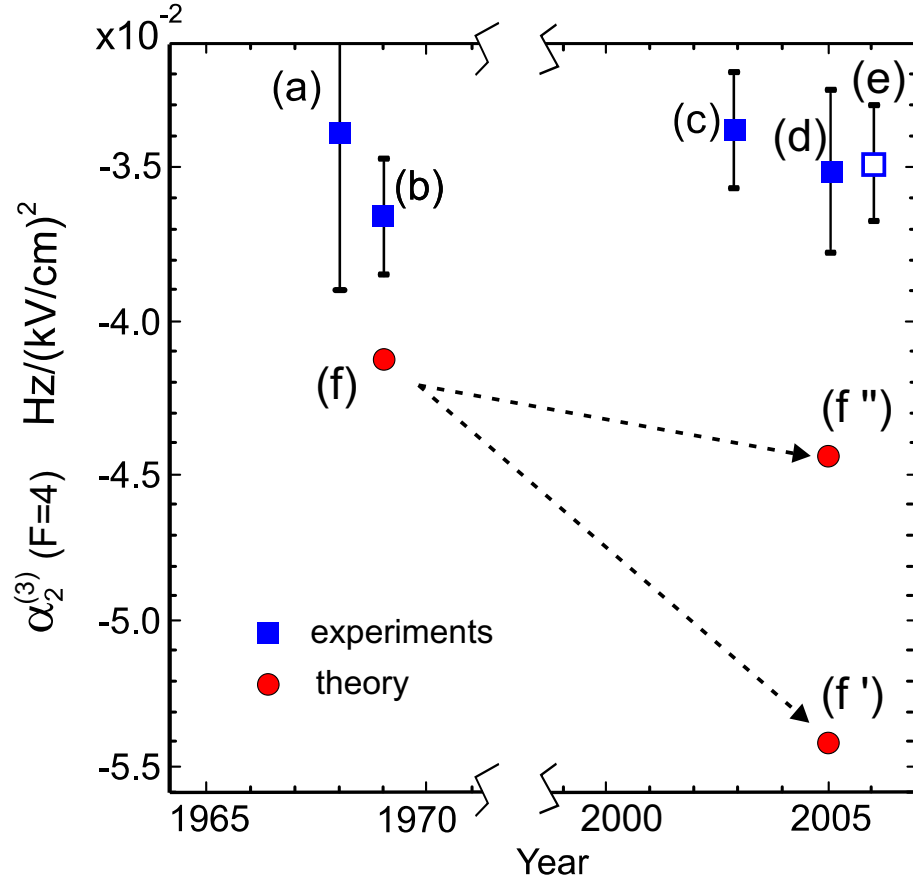 x10⁻²
(a)
(b)
(c)
(d)
(e)
-3.5
-4.0
(f)
(f ")
-4.5
-5.0
experiments
theory
(f ')
-5.5
1965
1970
2000
2005
Year
α₂⁽³⁾ (F=4) Hz/(kV/cm)²